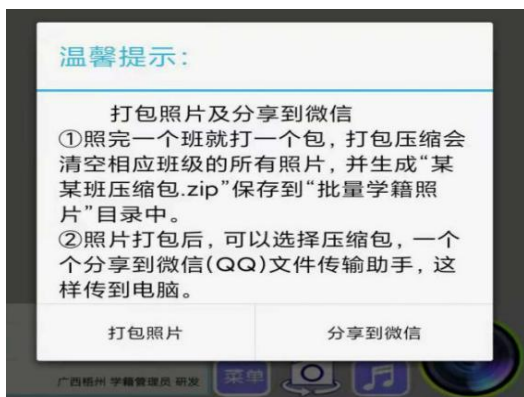 温馨提示:
打包照片及分享到微信
①照完一个班就打一个包, 打包压缩会
清空相应班级的所有照片, 并生成“某
某班压缩包.zip”保存到“批量学籍照
片”目录中。
②照片打包后, 可以选择压缩包, 一个
个分享到微信(QQ)文件传输助手, 这
样传到电脑。
打包照片
分享到微信
广西梧州 学籍管理员 研发
菜单